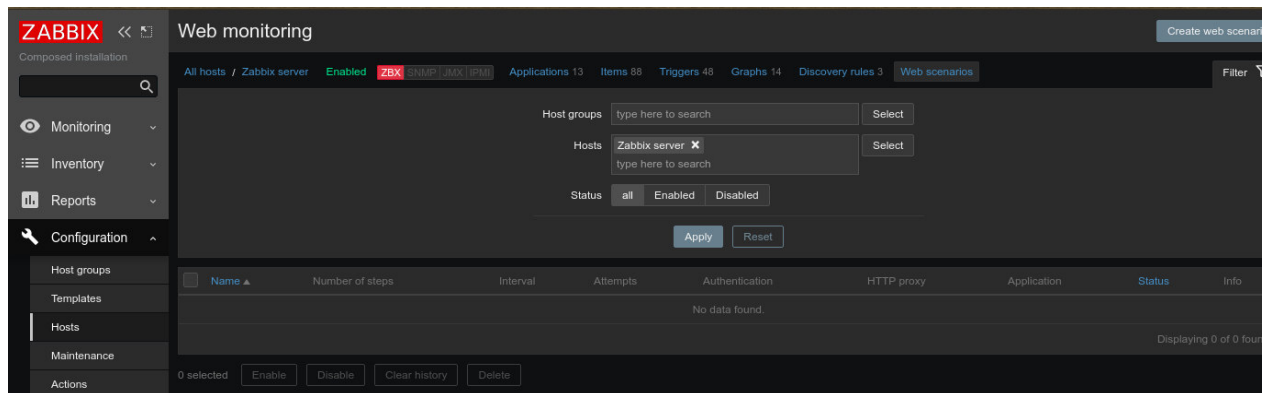 ZABBIX
Composed installation
Monitoring
Inventory
Reports
Configuration
Host groups
Templates
Hosts
Maintenance
Actions
Web monitoring
Create web scenari
All hosts / Zabbix server Enabled ZBX SNMP JMX IPMI Applications 13 Items 88 Triggers 48 Graphs 14 Discovery rules 3 Web scenarios
Filter
Host groups type here to search Select
Hosts Zabbix server Select
type here to search
Status all Enabled Disabled
Apply Reset
Name Number of steps Interval Attempts Authentication HTTP proxy Application Status Info
No data found.
Displaying 0 of 0 foun
0 selected Enable Disable Clear history Delete